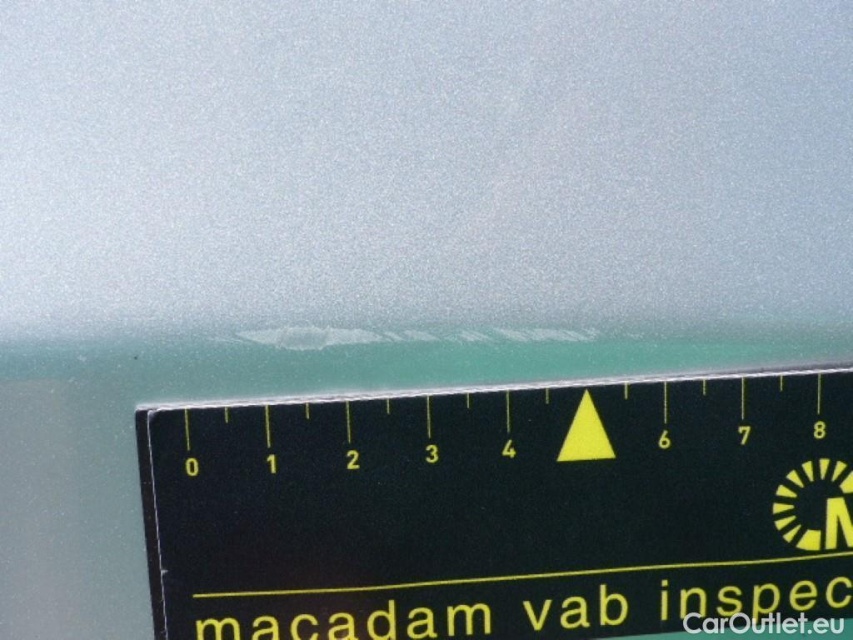 0 1 2 3 4 6 7 8
macadam vab inspec
CarOutlet.eu